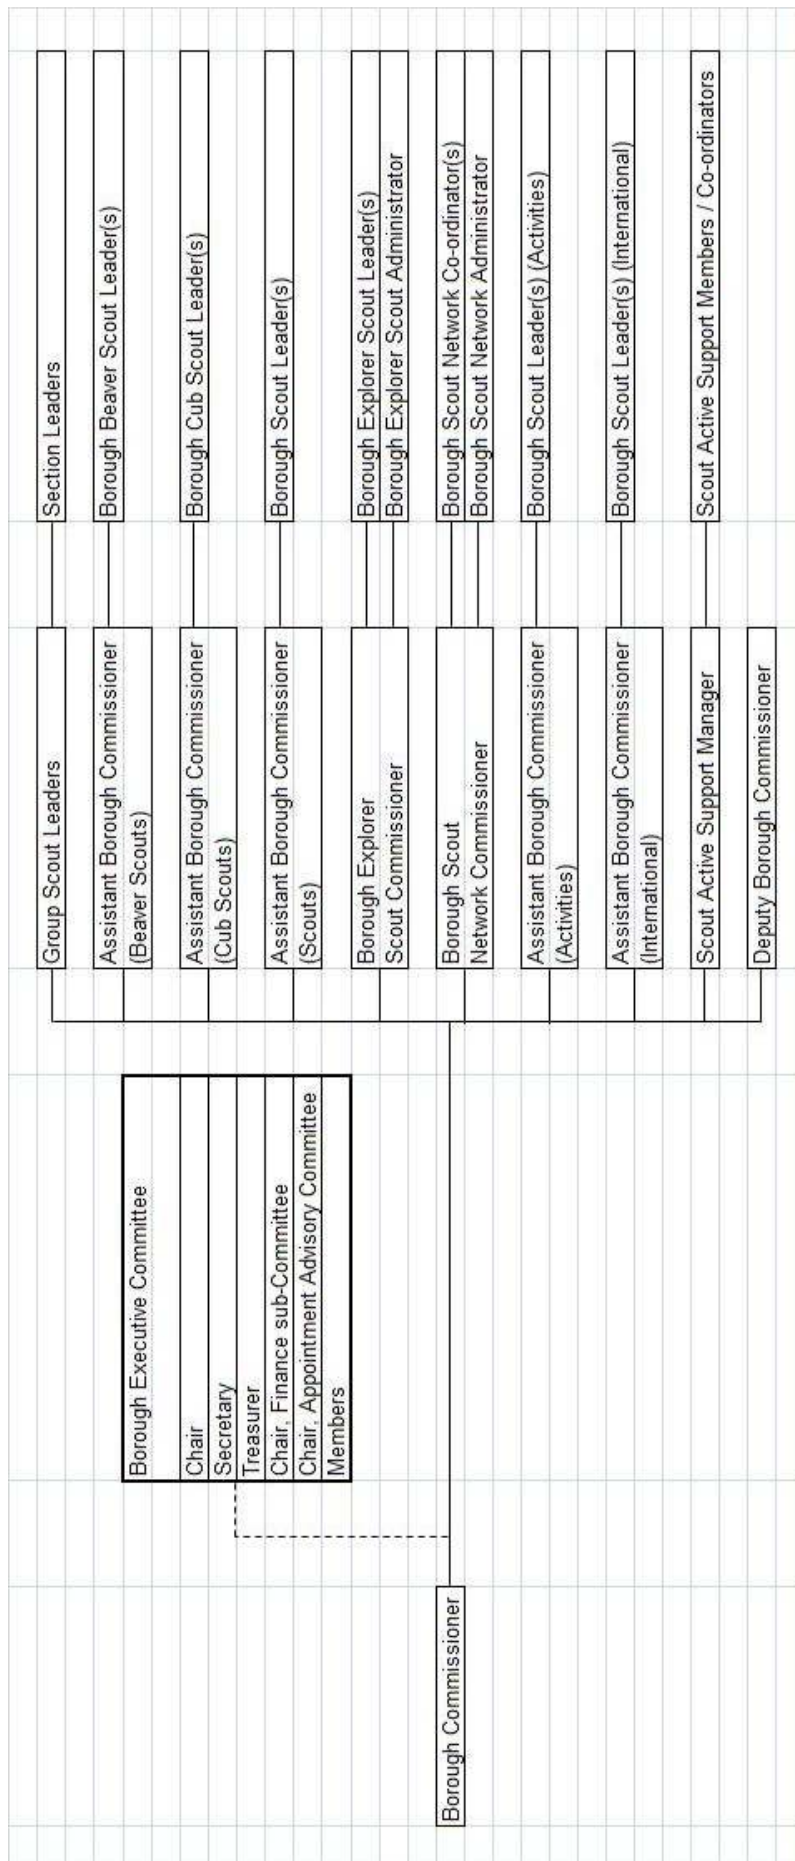 Borough Commissioner
Borough Executive Committee
Chair
Secretary
Treasurer
Chair, Finance sub-Committee
Chair, Appointment Advisory Committee
Members
Group Scout Leaders
Section Leaders
Assistant Borough Commissioner
(Beaver Scouts)
Borough Beaver Scout Leader(s)
Assistant Borough Commissioner
(Cub Scouts)
Borough Cub Scout Leader(s)
Assistant Borough Commissioner
(Scouts)
Borough Scout Leader(s)
Borough Explorer
Scout Commissioner
Borough Explorer Scout Leader(s)
Borough Explorer Scout Administrator
Borough Scout
Network Commissioner
Borough Scout Network Co-ordinator(s)
Borough Scout Network Administrator
Assistant Borough Commissioner
(Activities)
Borough Scout Leader(s) (Activities)
Assistant Borough Commissioner
(International)
Borough Scout Leader(s) (International)
Scout Active Support Manager
Scout Active Support Members / Co-ordinators
Deputy Borough Commissioner